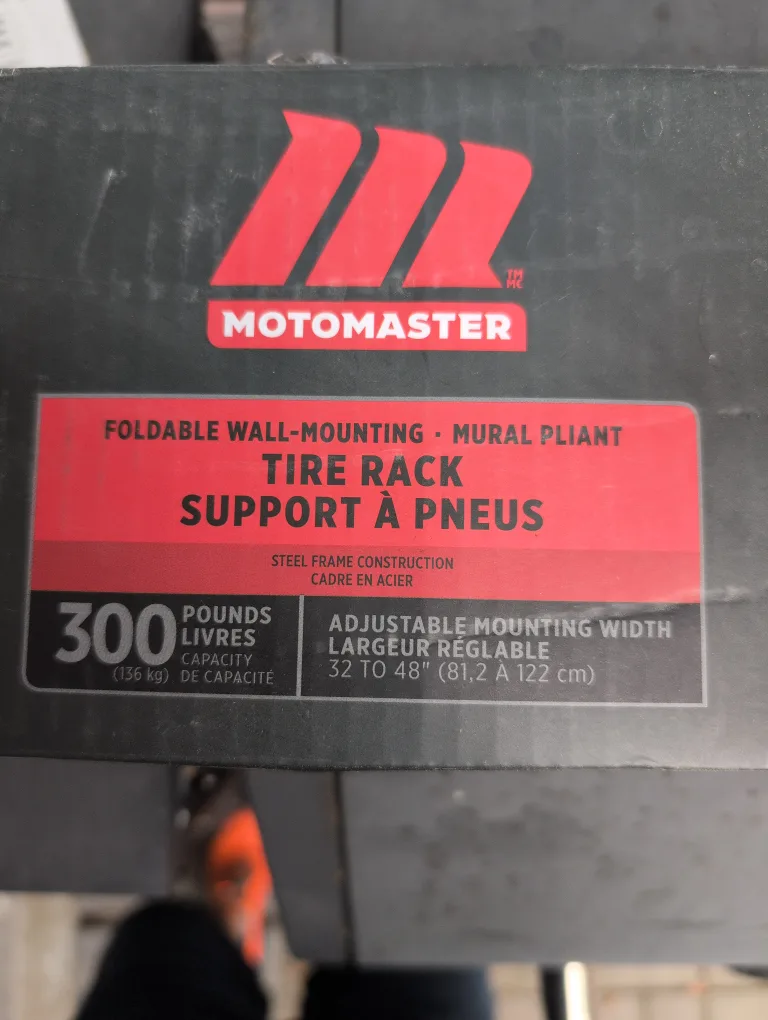 TM
MC
MOTOMASTER
FOLDABLE WALL-MOUNTING · MURAL PLIANT
TIRE RACK
SUPPORT À PNEUS
STEEL FRAME CONSTRUCTION
CADRE EN ACIER
300 POUNDS
LIVRES
CAPACITY
(136 kg) DE CAPACITÉ
ADJUSTABLE MOUNTING WIDTH
LARGEUR RÉGLABLE
32 TO 48" (81,2 À 122 cm)